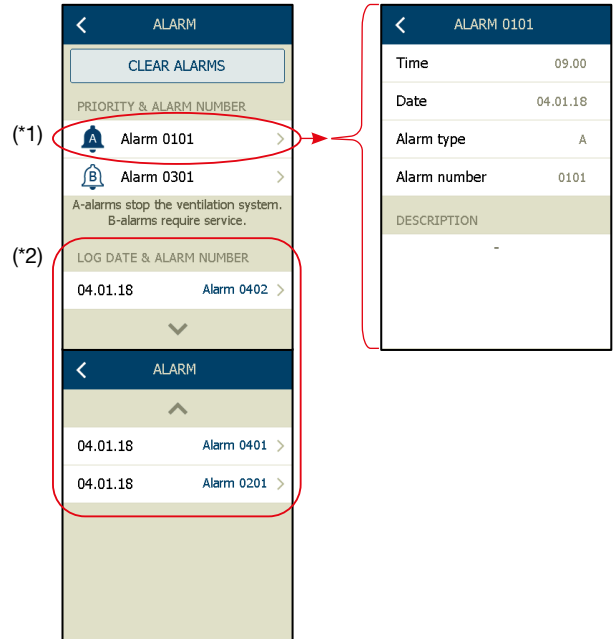 ALARM
CLEAR ALARMS
PRIORITY & ALARM NUMBER
(*1)
A Alarm 0101
B Alarm 0301
A-alarms stop the ventilation system.
B-alarms require service.
(*2)
LOG DATE & ALARM NUMBER
04.01.18 Alarm 0402
ALARM
04.01.18 Alarm 0401
04.01.18 Alarm 0201
ALARM 0101
Time 09.00
Date 04.01.18
Alarm type A
Alarm number 0101
DESCRIPTION
-